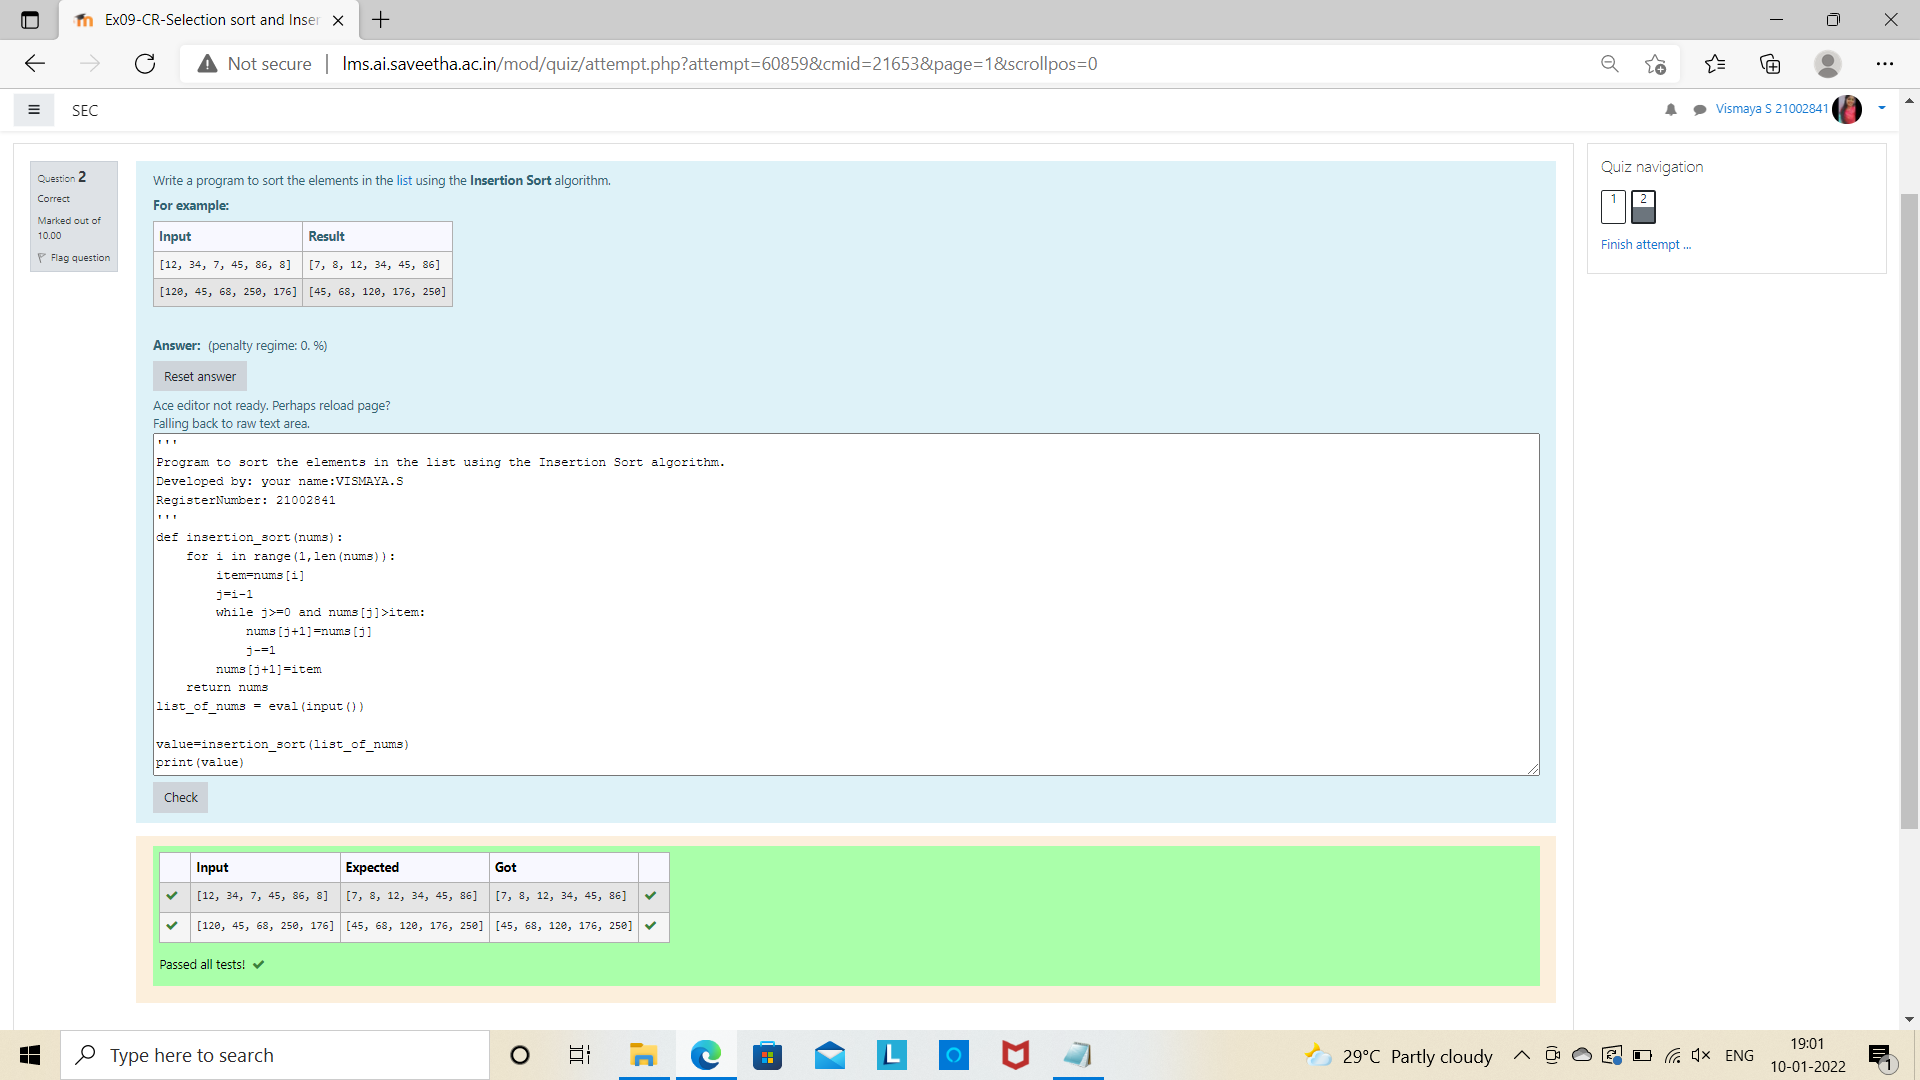 Ex09-CR-Selection sort and Inser
Not secure
lms.ai.saveetha.ac.in/mod/quiz/attempt.php?attempt=60859&cmid=21653&page=1&scrollpos=0
SEC
Vismaya S 21002841
Question 2
Correct
Marked out of
10.00
Flag question
Write a program to sort the elements in the list using the Insertion Sort algorithm.
For example:
Input Result
[12, 34, 7, 45, 86, 8] [7, 8, 12, 34, 45, 86]
[120, 45, 68, 250, 176] [45, 68, 120, 176, 250]
Answer: (penalty regime: 0, %)
Reset answer
Ace editor not ready. Perhaps reload page?
Falling back to raw text area.
'''
Program to sort the elements in the list using the Insertion Sort algorithm.
Developed by: your name:VISMAYA.S
RegisterNumber: 21002841
'''
def insertion_sort(nums):
    for i in range(1,len(nums)):
        item=nums[i]
        j=i-1
        while j>=0 and nums[j]>item:
            nums[j+1]=nums[j]
            j-=1
        nums[j+1]=item
    return nums
list_of_nums = eval(input())
value=insertion_sort(list_of_nums)
print(value)
Check
Input Expected Got
[12, 34, 7, 45, 86, 8] [7, 8, 12, 34, 45, 86] [7, 8, 12, 34, 45, 86]
[120, 45, 68, 250, 176] [45, 68, 120, 176, 250] [45, 68, 120, 176, 250]
Passed all tests!
Quiz navigation
1 2
Finish attempt ...
Type here to search
L
29°C Partly cloudy
ENG
19:01
10-01-2022
1